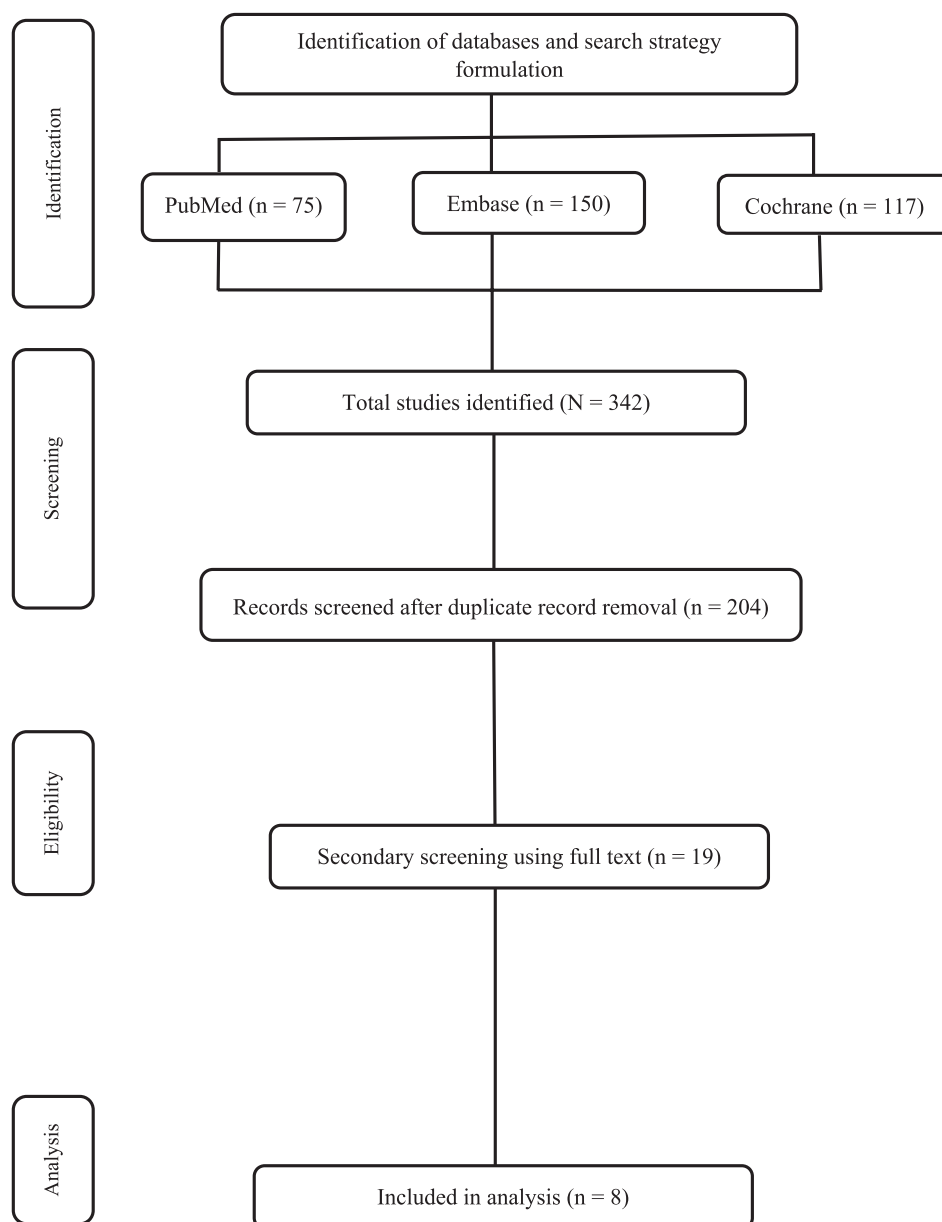 Identification
Identification of databases and search strategy
formulation
PubMed (n = 75)
Embase (n = 150)
Cochrane (n = 117)
Screening
Total studies identified (N = 342)
Records screened after duplicate record removal (n = 204)
Eligibility
Secondary screening using full text (n = 19)
Analysis
Included in analysis (n = 8)